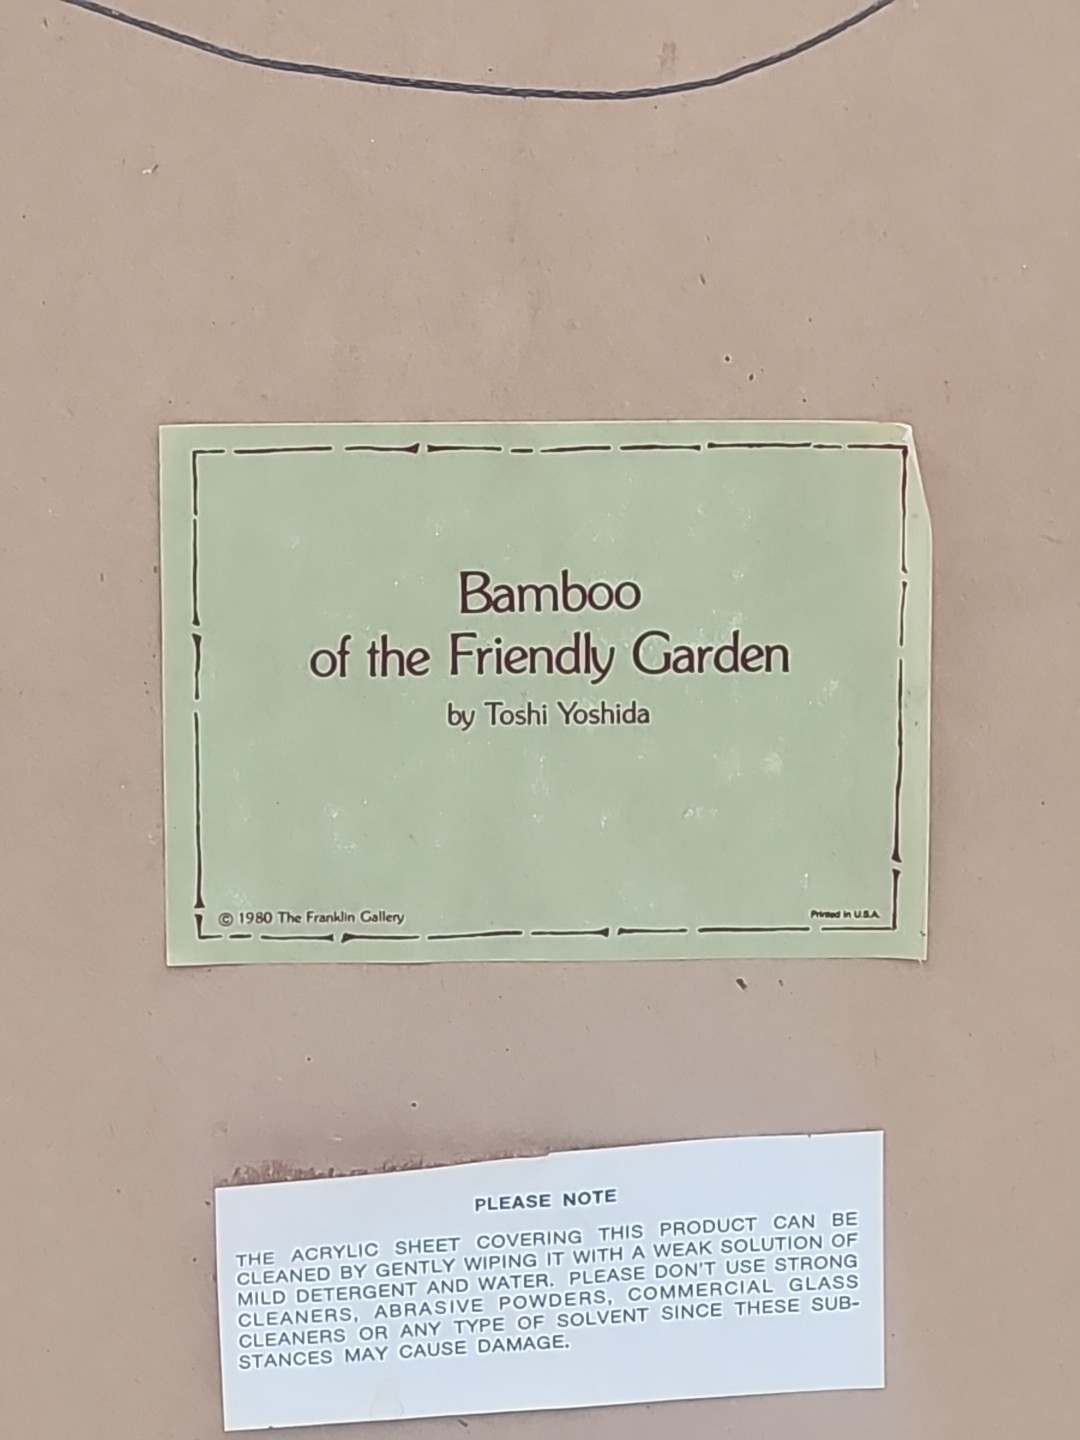 Bamboo
of the Friendly Garden
by Toshi Yoshida
© 1980 The Franklin Gallery
Printed in U.S.A.
PLEASE NOTE
THE ACRYLIC SHEET COVERING THIS PRODUCT CAN BE
CLEANED BY GENTLY WIPING IT WITH A WEAK SOLUTION OF
MILD DETERGENT AND WATER. PLEASE DON'T USE STRONG
CLEANERS, ABRASIVE POWDERS, COMMERCIAL GLASS
CLEANERS OR ANY TYPE OF SOLVENT SINCE THESE SUB-
STANCES MAY CAUSE DAMAGE.